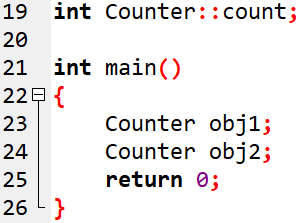 19 int Counter::count;
20
21 int main()
22 {
23     Counter obj1;
24     Counter obj2;
25     return 0;
26 }